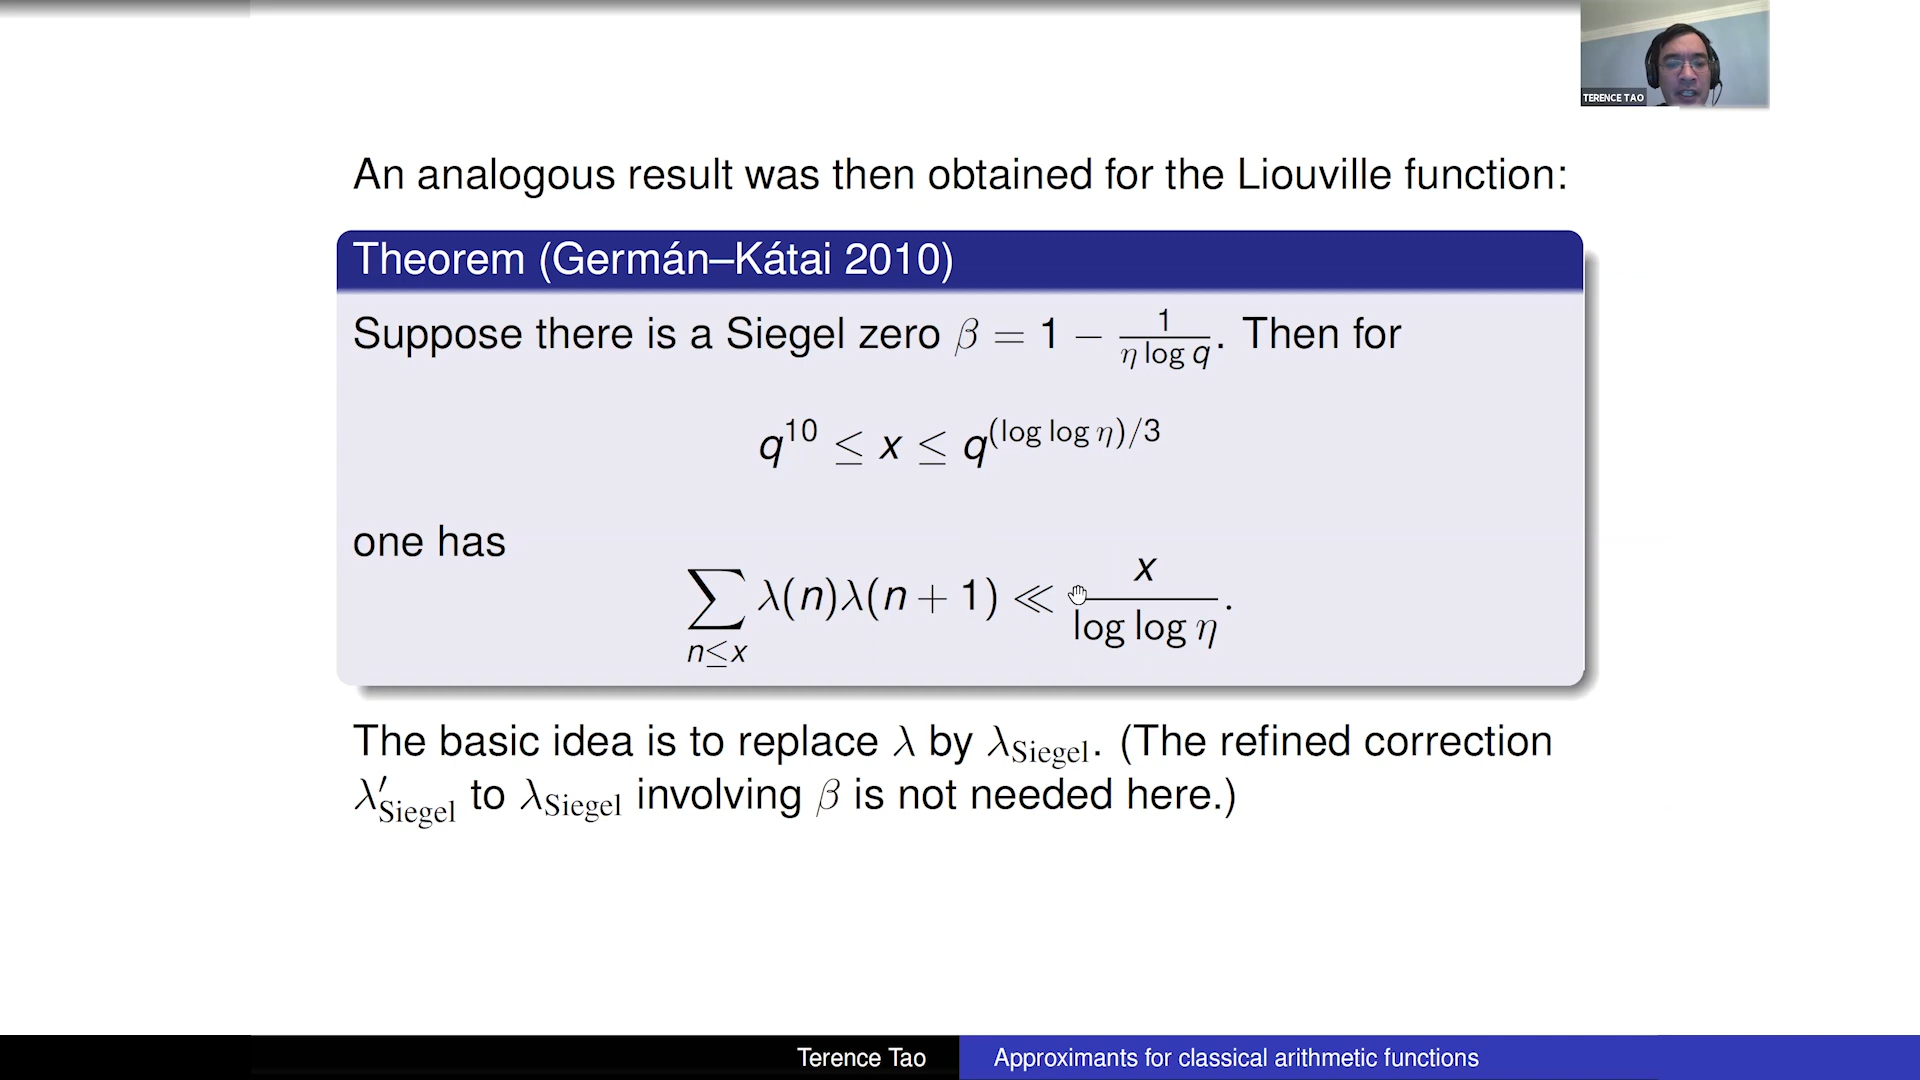 TERENCE TAO
An analogous result was then obtained for the Liouville function:
Theorem (Germán–Kátai 2010)
Suppose there is a Siegel zero β = 1 − 1/(η log q). Then for
q^10 ≤ x ≤ q^(log log η)/3
one has
∑_{n≤x} λ(n)λ(n + 1) ≪ x/(log log η).
The basic idea is to replace λ by λ_Siegel. (The refined correction
λ′_Siegel to λ_Siegel involving β is not needed here.)
Terence Tao
Approximants for classical arithmetic functions